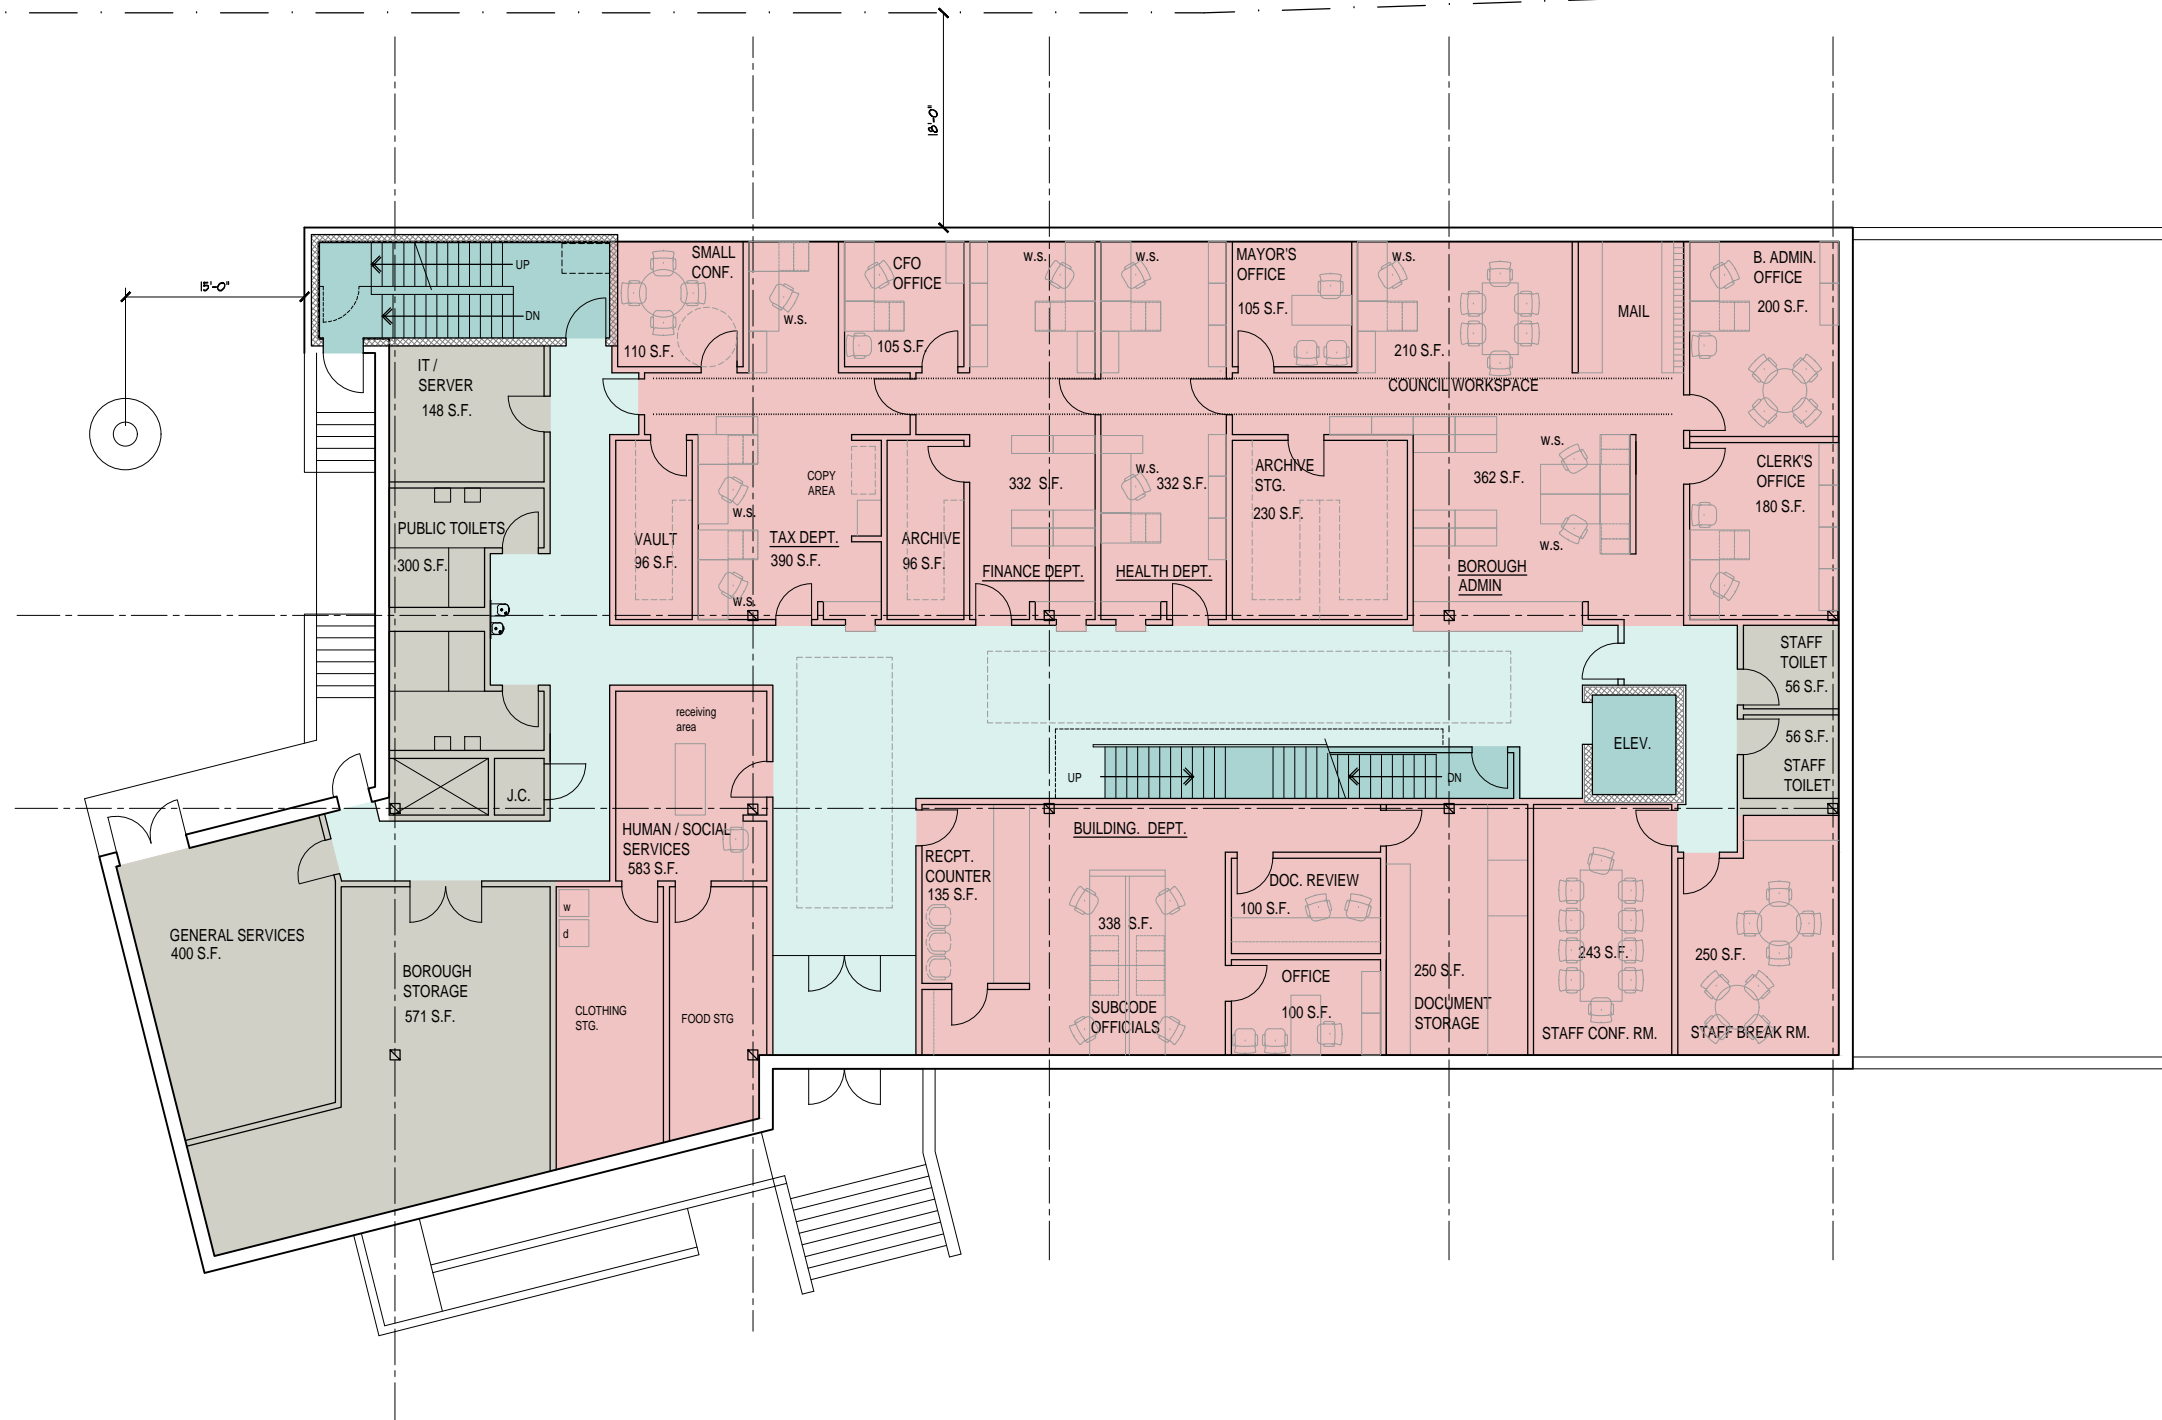 18'-0"
15'-0"
UP
DN
SMALL
CONF.
110 S.F.
w.s.
CFO
OFFICE
105 S.F.
w.s.
w.s.
MAYOR'S
OFFICE
105 S.F.
w.s.
210 S.F.
COUNCIL WORKSPACE
MAIL
B. ADMIN.
OFFICE
200 S.F.
IT /
SERVER
148 S.F.
PUBLIC TOILETS
300 S.F.
VAULT
96 S.F.
COPY
AREA
w.s.
TAX DEPT.
390 S.F.
w.s.
ARCHIVE
96 S.F.
332 S.F.
FINANCE DEPT.
w.s.
332 S.F.
HEALTH DEPT.
ARCHIVE
STG.
230 S.F.
w.s.
362 S.F.
w.s.
BOROUGH
ADMIN
CLERK'S
OFFICE
180 S.F.
STAFF
TOILET
56 S.F.
56 S.F.
STAFF
TOILET
ELEV.
UP
DN
receiving
area
J.C.
HUMAN / SOCIAL
SERVICES
583 S.F.
w
d
GENERAL SERVICES
400 S.F.
BOROUGH
STORAGE
571 S.F.
CLOTHING
STG.
FOOD STG
BUILDING. DEPT.
RECPT.
COUNTER
135 S.F.
338 S.F.
SUBCODE
OFFICIALS
DOC. REVIEW
100 S.F.
OFFICE
100 S.F.
250 S.F.
DOCUMENT
STORAGE
243 S.F.
STAFF CONF. RM.
250 S.F.
STAFF BREAK RM.